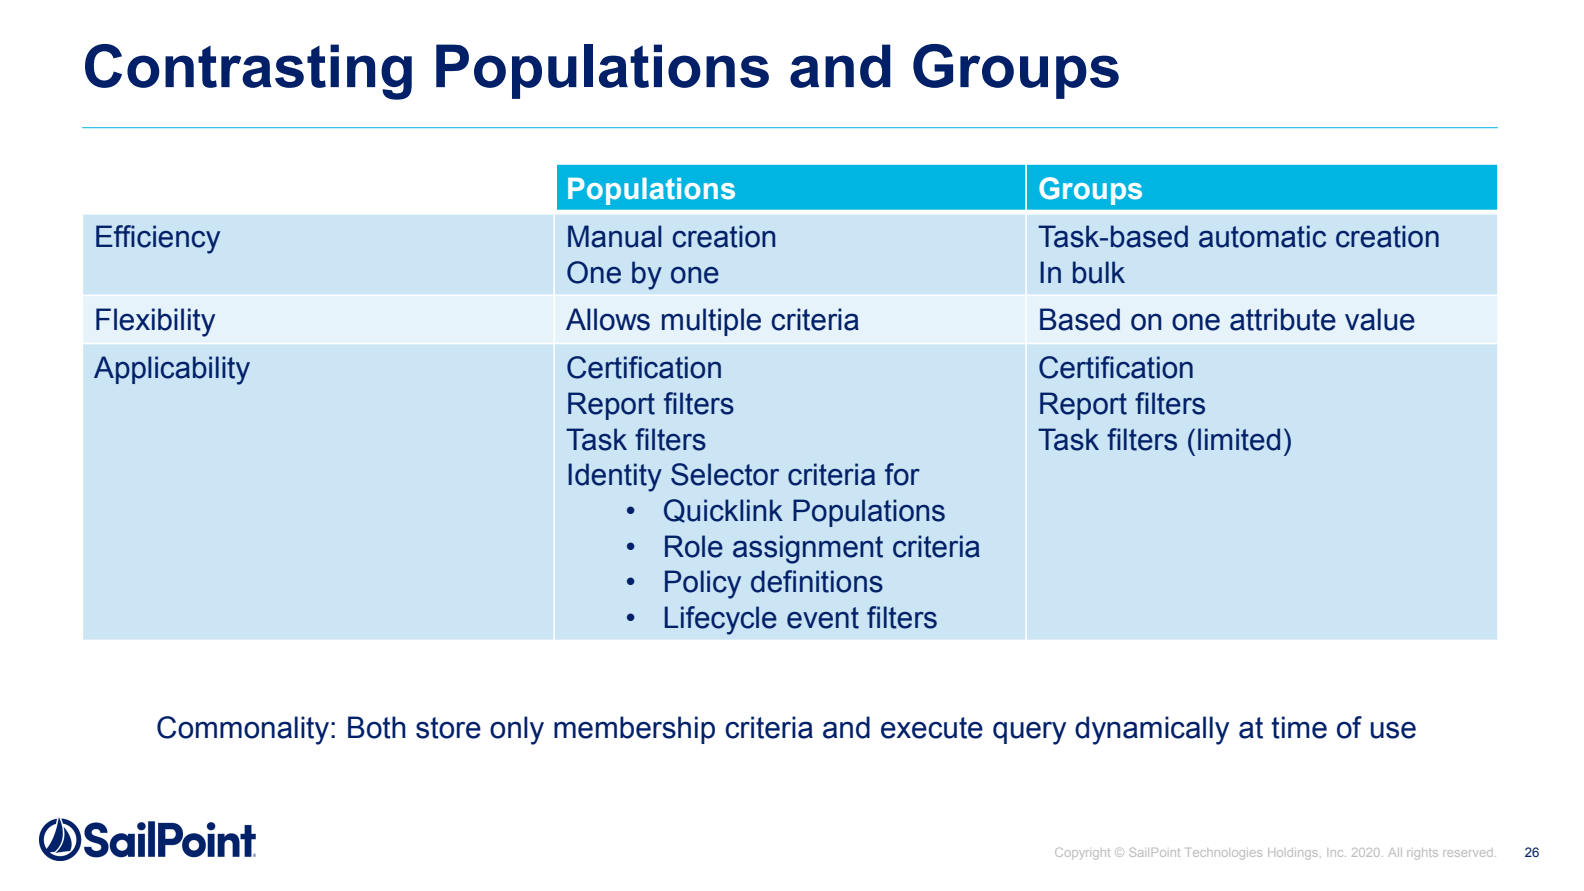 Contrasting Populations and Groups
Populations
Groups
Efficiency
Manual creation
One by one
Task-based automatic creation
In bulk
Flexibility
Allows multiple criteria
Based on one attribute value
Applicability
Certification
Report filters
Task filters
Identity Selector criteria for
• Quicklink Populations
• Role assignment criteria
• Policy definitions
• Lifecycle event filters
Certification
Report filters
Task filters (limited)
Commonality: Both store only membership criteria and execute query dynamically at time of use
SailPoint
Copyright © SailPoint Technologies Holdings, Inc. 2020. All rights reserved.
26